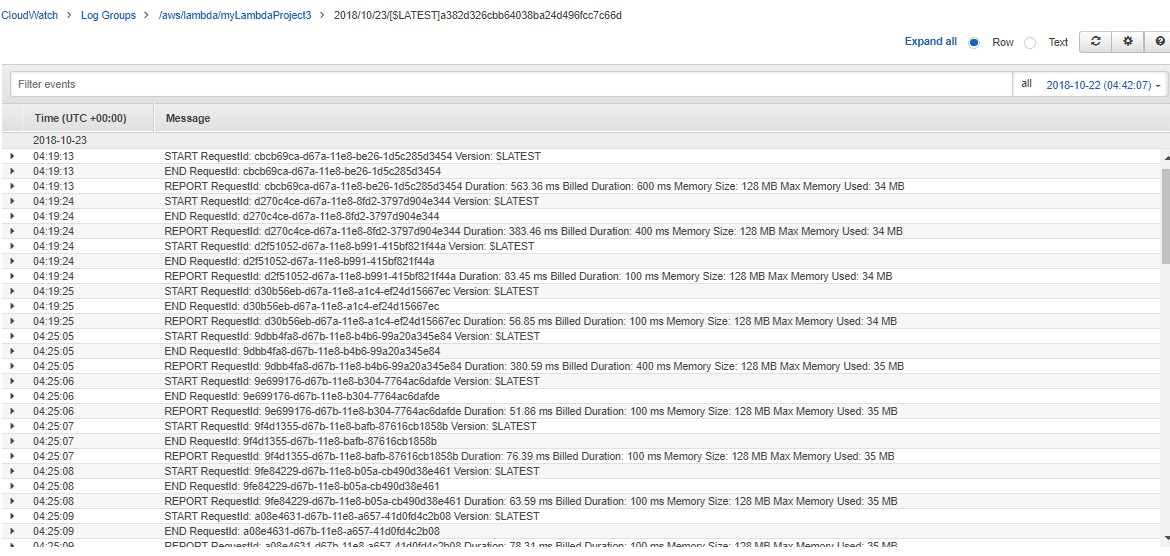 CloudWatch > Log Groups > /aws/lambda/myLambdaProject3 > 2018/10/23/[$LATEST]a382d326cbb64038ba24d496fcc7c66d
Expand all Row Text
Filter events all 2018-10-22 (04:42:07)
Time (UTC +00:00) Message
2018-10-23
04:19:13 START RequestId: cbcb69ca-d67a-11e8-be26-1d5c285d3454 Version: $LATEST
04:19:13 END RequestId: cbcb69ca-d67a-11e8-be26-1d5c285d3454
04:19:13 REPORT RequestId: cbcb69ca-d67a-11e8-be26-1d5c285d3454 Duration: 563.36 ms Billed Duration: 600 ms Memory Size: 128 MB Max Memory Used: 34 MB
04:19:24 START RequestId: d270c4ce-d67a-11e8-8fd2-3797d904e344 Version: $LATEST
04:19:24 END RequestId: d270c4ce-d67a-11e8-8fd2-3797d904e344
04:19:24 REPORT RequestId: d270c4ce-d67a-11e8-8fd2-3797d904e344 Duration: 383.46 ms Billed Duration: 400 ms Memory Size: 128 MB Max Memory Used: 34 MB
04:19:24 START RequestId: d2f51052-d67a-11e8-b991-415bf821f44a Version: $LATEST
04:19:24 END RequestId: d2f51052-d67a-11e8-b991-415bf821f44a
04:19:24 REPORT RequestId: d2f51052-d67a-11e8-b991-415bf821f44a Duration: 83.45 ms Billed Duration: 100 ms Memory Size: 128 MB Max Memory Used: 34 MB
04:19:25 START RequestId: d30b56eb-d67a-11e8-a1c4-ef24d15667ec Version: $LATEST
04:19:25 END RequestId: d30b56eb-d67a-11e8-a1c4-ef24d15667ec
04:19:25 REPORT RequestId: d30b56eb-d67a-11e8-a1c4-ef24d15667ec Duration: 56.85 ms Billed Duration: 100 ms Memory Size: 128 MB Max Memory Used: 34 MB
04:25:05 START RequestId: 9dbb4fa8-d67b-11e8-b4b6-99a20a345e84 Version: $LATEST
04:25:05 END RequestId: 9dbb4fa8-d67b-11e8-b4b6-99a20a345e84
04:25:05 REPORT RequestId: 9dbb4fa8-d67b-11e8-b4b6-99a20a345e84 Duration: 380.59 ms Billed Duration: 400 ms Memory Size: 128 MB Max Memory Used: 35 MB
04:25:06 START RequestId: 9e699176-d67b-11e8-b304-7764ac6dafde Version: $LATEST
04:25:06 END RequestId: 9e699176-d67b-11e8-b304-7764ac6dafde
04:25:06 REPORT RequestId: 9e699176-d67b-11e8-b304-7764ac6dafde Duration: 51.86 ms Billed Duration: 100 ms Memory Size: 128 MB Max Memory Used: 35 MB
04:25:07 START RequestId: 9f4d1355-d67b-11e8-bafb-87616cb1858b Version: $LATEST
04:25:07 END RequestId: 9f4d1355-d67b-11e8-bafb-87616cb1858b
04:25:07 REPORT RequestId: 9f4d1355-d67b-11e8-bafb-87616cb1858b Duration: 76.39 ms Billed Duration: 100 ms Memory Size: 128 MB Max Memory Used: 35 MB
04:25:08 START RequestId: 9fe84229-d67b-11e8-b05a-cb490d38e461 Version: $LATEST
04:25:08 END RequestId: 9fe84229-d67b-11e8-b05a-cb490d38e461
04:25:08 REPORT RequestId: 9fe84229-d67b-11e8-b05a-cb490d38e461 Duration: 63.59 ms Billed Duration: 100 ms Memory Size: 128 MB Max Memory Used: 35 MB
04:25:09 START RequestId: a08e4631-d67b-11e8-a657-41d0fd4c2b08 Version: $LATEST
04:25:09 END RequestId: a08e4631-d67b-11e8-a657-41d0fd4c2b08
04:25:09 REPORT RequestId: a08e4631-d67b-11e8-a657-41d0fd4c2b08 Duration: 78.31 ms Billed Duration: 100 ms Memory Size: 128 MB Max Memory Used: 35 MB